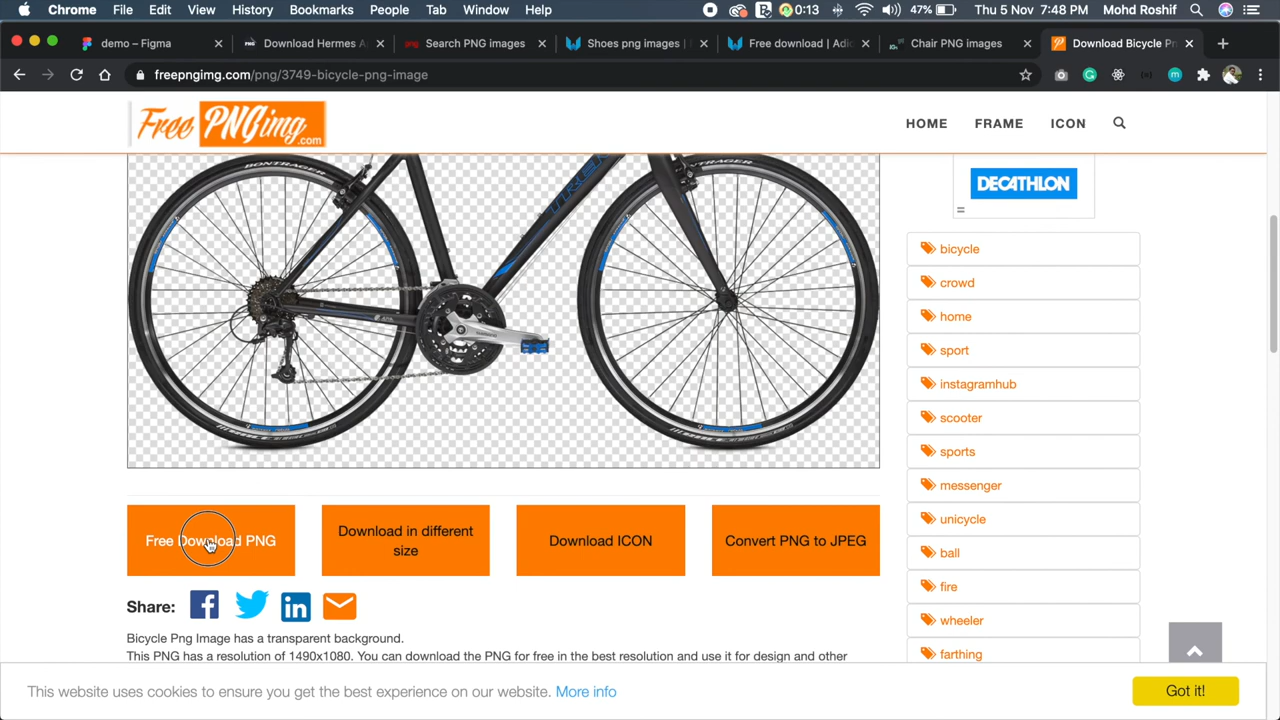 Chrome File Edit View History Bookmarks People Tab Window Help 0:13 47% Thu 5 Nov 7:48 PM Mohd Roshif
demo – Figma Download Hermes/ Search PNG images Shoes png images | Free download | Adid Chair PNG images Download Bicycle Pn
freepngimg.com/png/3749-bicycle-png-image
Free PNGimg .com
HOME FRAME ICON
BONTRAGER TREK BONTRAGER
DECATHLON
bicycle
crowd
home
sport
instagramhub
scooter
sports
messenger
unicycle
ball
fire
wheeler
farthing
Free Download PNG
Download in different
size
Download ICON
Convert PNG to JPEG
Share:
Bicycle Png Image has a transparent background.
This PNG has a resolution of 1490x1080. You can download the PNG for free in the best resolution and use it for design and other
This website uses cookies to ensure you get the best experience on our website. More info
Got it!